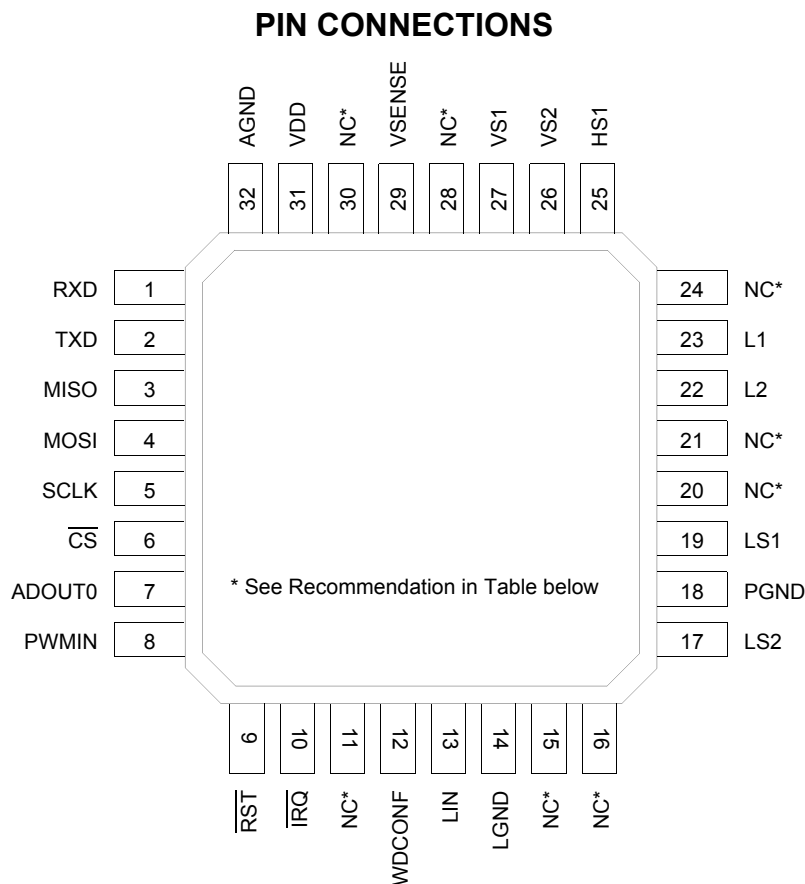 PIN CONNECTIONS
AGND
VDD
NC*
VSENSE
NC*
VS1
VS2
HS1
32
31
30
29
28
27
26
25
RXD 1
TXD 2
MISO 3
MOSI 4
SCLK 5
CS 6
ADOUT0 7
PWMIN 8
24 NC*
23 L1
22 L2
21 NC*
20 NC*
19 LS1
18 PGND
17 LS2
* See Recommendation in Table below
9
10
11
12
13
14
15
16
RST
IRQ
NC*
WDCONF
LIN
LGND
NC*
NC*